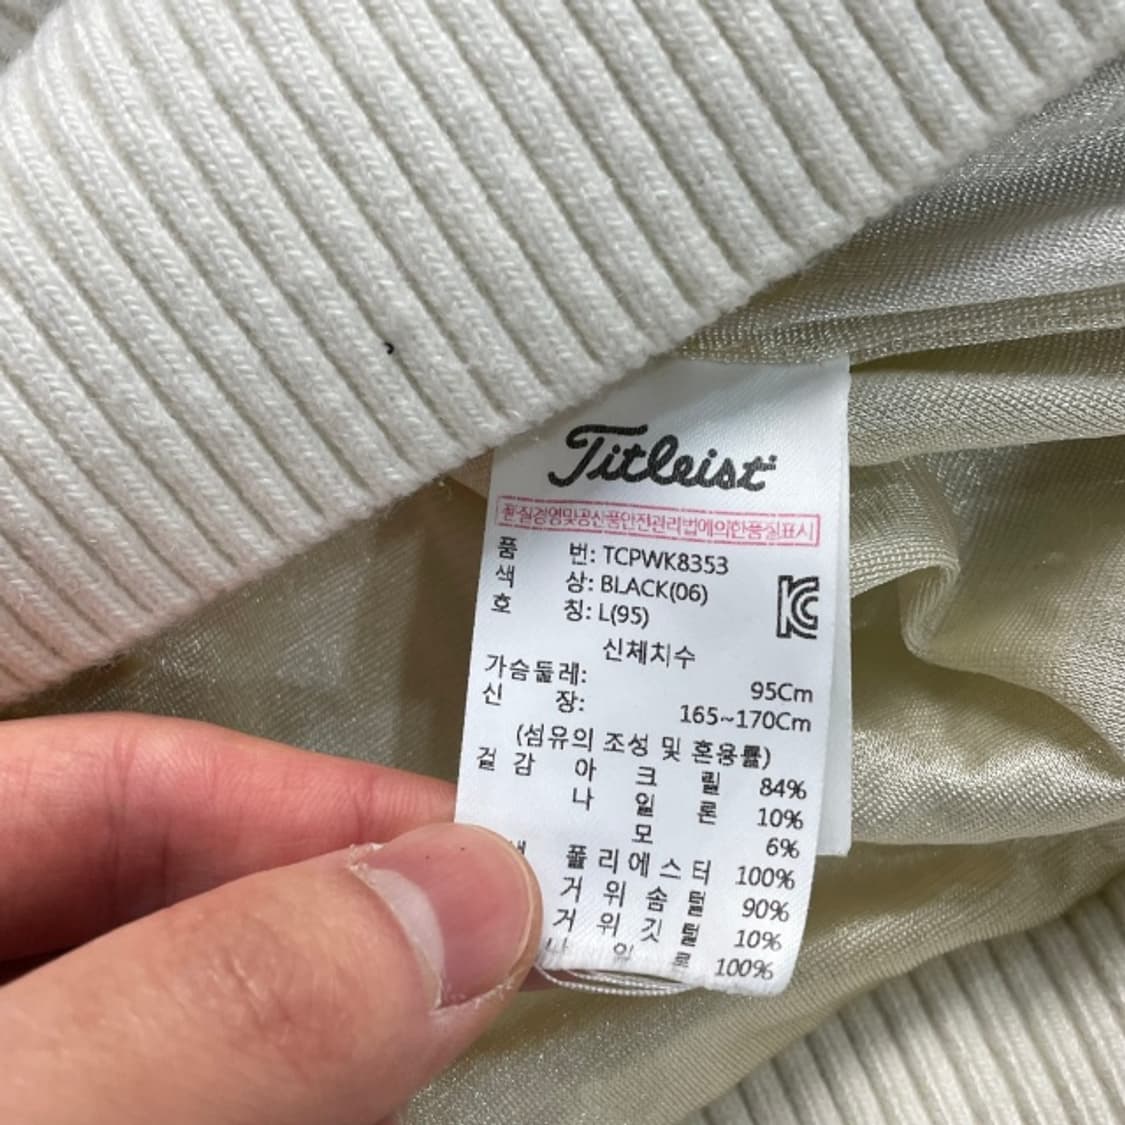 Titleist
품질경영및공산품안전관리법에의한품질표시
품 번: TCPWK8353
색 상: BLACK(06)
호 칭: L(95)
신체치수
가슴둘레: 95Cm
신 장: 165~170Cm
(섬유의 조성 및 혼용률)
겉 감 아 크 릴 84%
나 일 론 10%
모 6%
폴 리 에 스 터 100%
거 위 솜 털 90%
거 위 깃 털 10%
나 일 론 100%